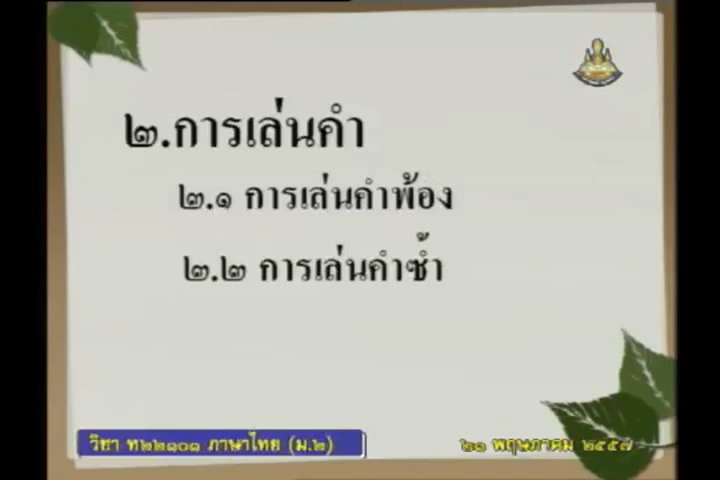 ๒.การเล่นคำ
๒.๑ การเล่นคำพ้อง
๒.๒ การเล่นคำซ้ำ
วิชา ท๒๒๑๐๑ ภาษาไทย (ม.๒)
๒๑ พฤษภาคม ๒๕๕๗